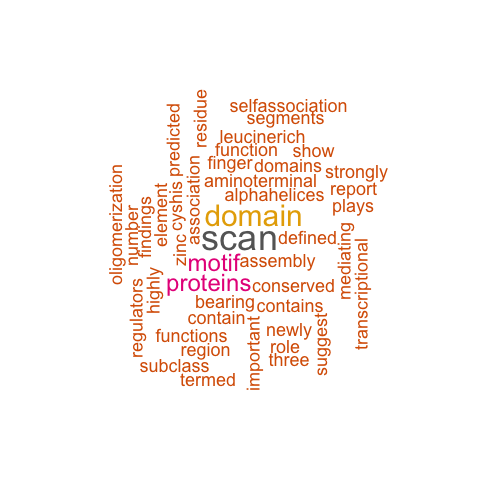 selfassociation
segments
residue
leucinerich
predicted
function
show
finger
domains
strongly
aminoterminal
report
alphahelices
plays
association
cyshis
element
zinc
findings
number
oligomerization
domain
scan
defined
motif
assembly
mediating
transcriptional
proteins
conserved
highly
regulators
bearing
contains
contain
important
newly
suggest
functions
role
region
three
subclass
termed